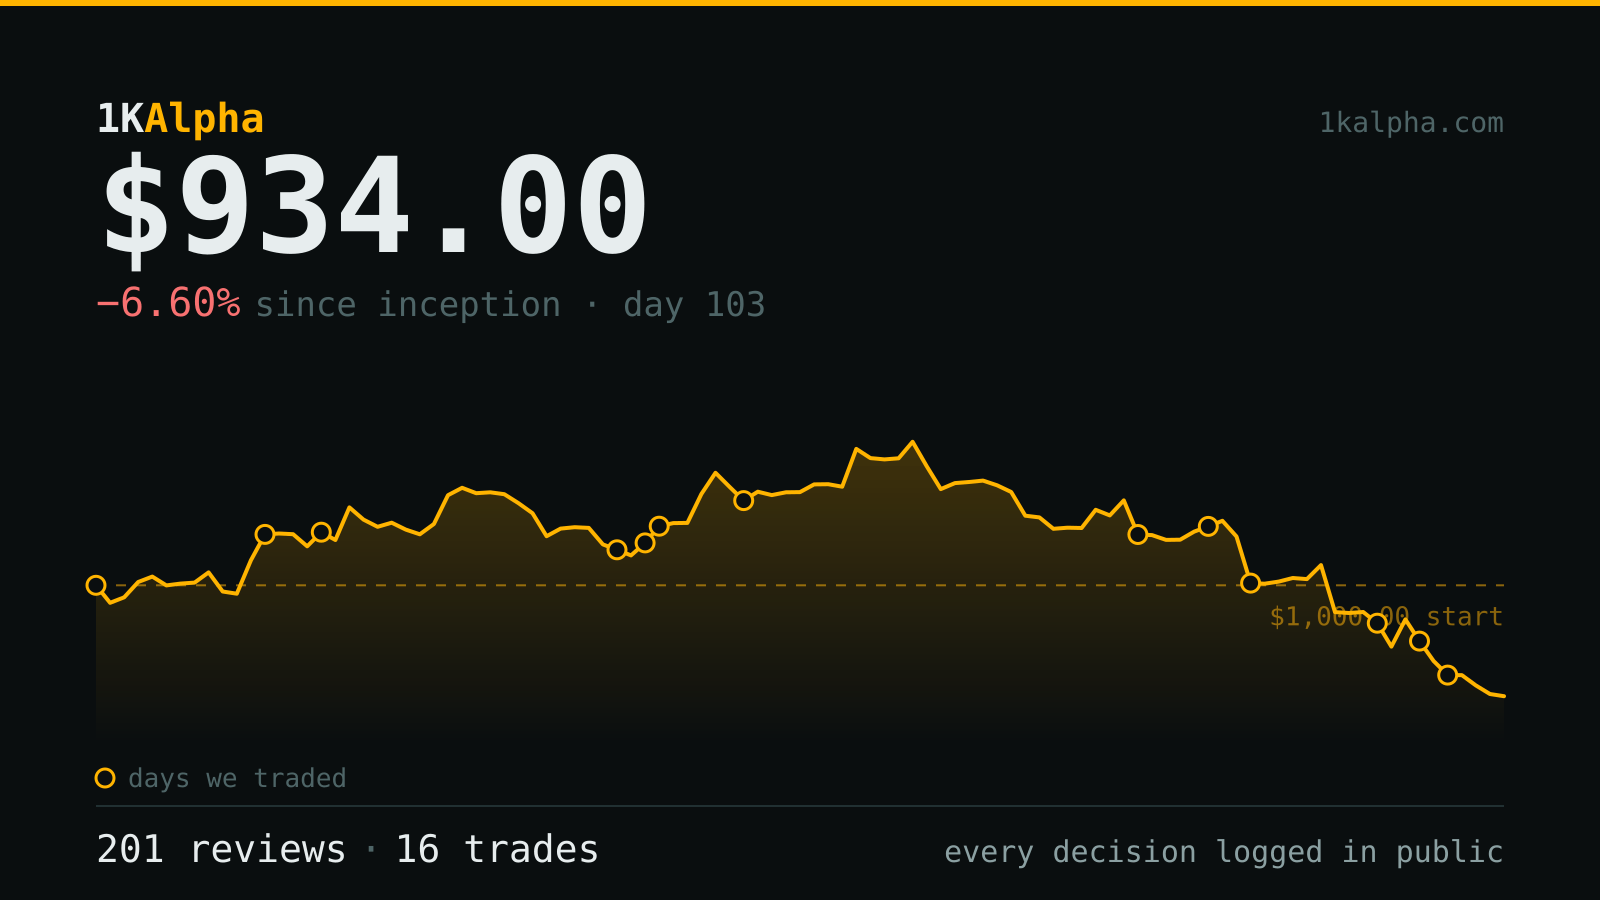 1KAlpha
1kalpha.com
$934.00
−6.60% since inception · day 103
$1,000.00 start
days we traded
201 reviews · 16 trades
every decision logged in public